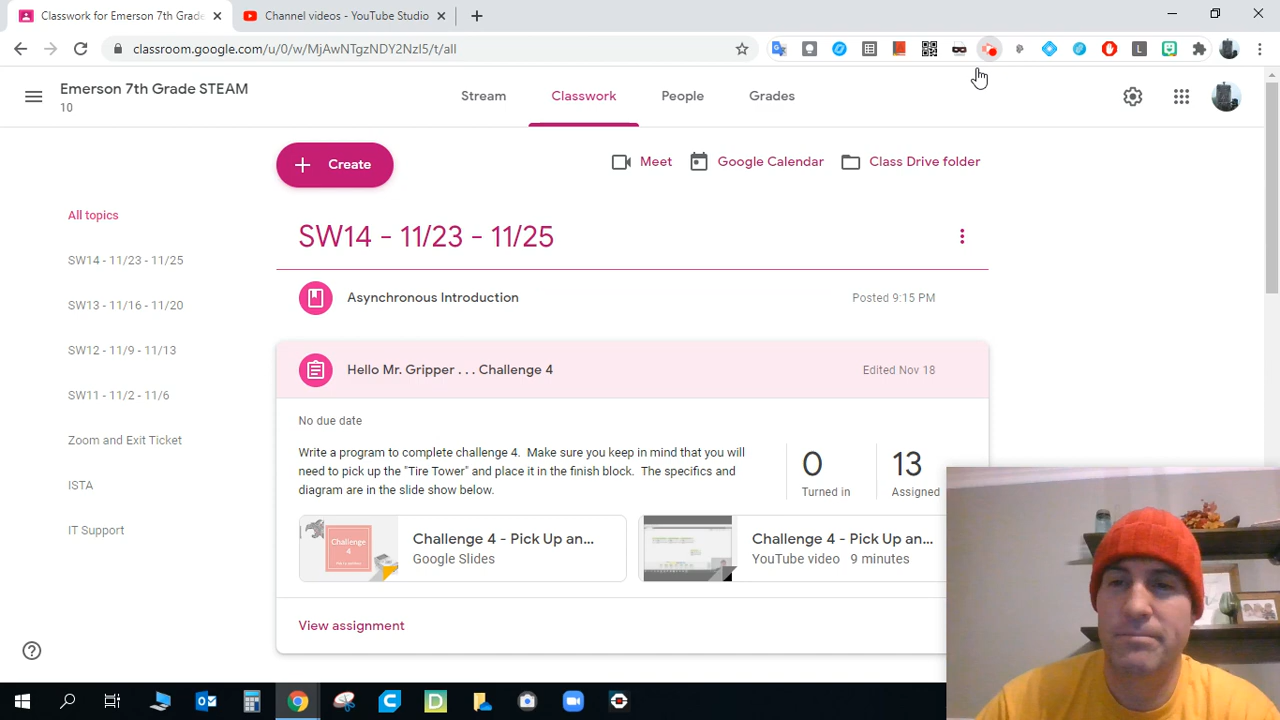 Classwork for Emerson 7th Grade
Channel videos - YouTube Studio
classroom.google.com/u/0/w/MjAwNTgzNDY2NzI5/t/all
Emerson 7th Grade STEAM
10
Stream
Classwork
People
Grades
Create
Meet
Google Calendar
Class Drive folder
All topics
SW14 - 11/23 - 11/25
SW13 - 11/16 - 11/20
SW12 - 11/9 - 11/13
SW11 - 11/2 - 11/6
Zoom and Exit Ticket
ISTA
IT Support
SW14 - 11/23 - 11/25
Asynchronous Introduction
Posted 9:15 PM
Hello Mr. Gripper . . . Challenge 4
Edited Nov 18
No due date
Write a program to complete challenge 4. Make sure you keep in mind that you will
need to pick up the "Tire Tower" and place it in the finish block. The specifics and
diagram are in the slide show below.
0
Turned in
13
Assigned
Challenge
4
Challenge 4 - Pick Up an...
Google Slides
Challenge 4 - Pick Up an...
YouTube video 9 minutes
View assignment